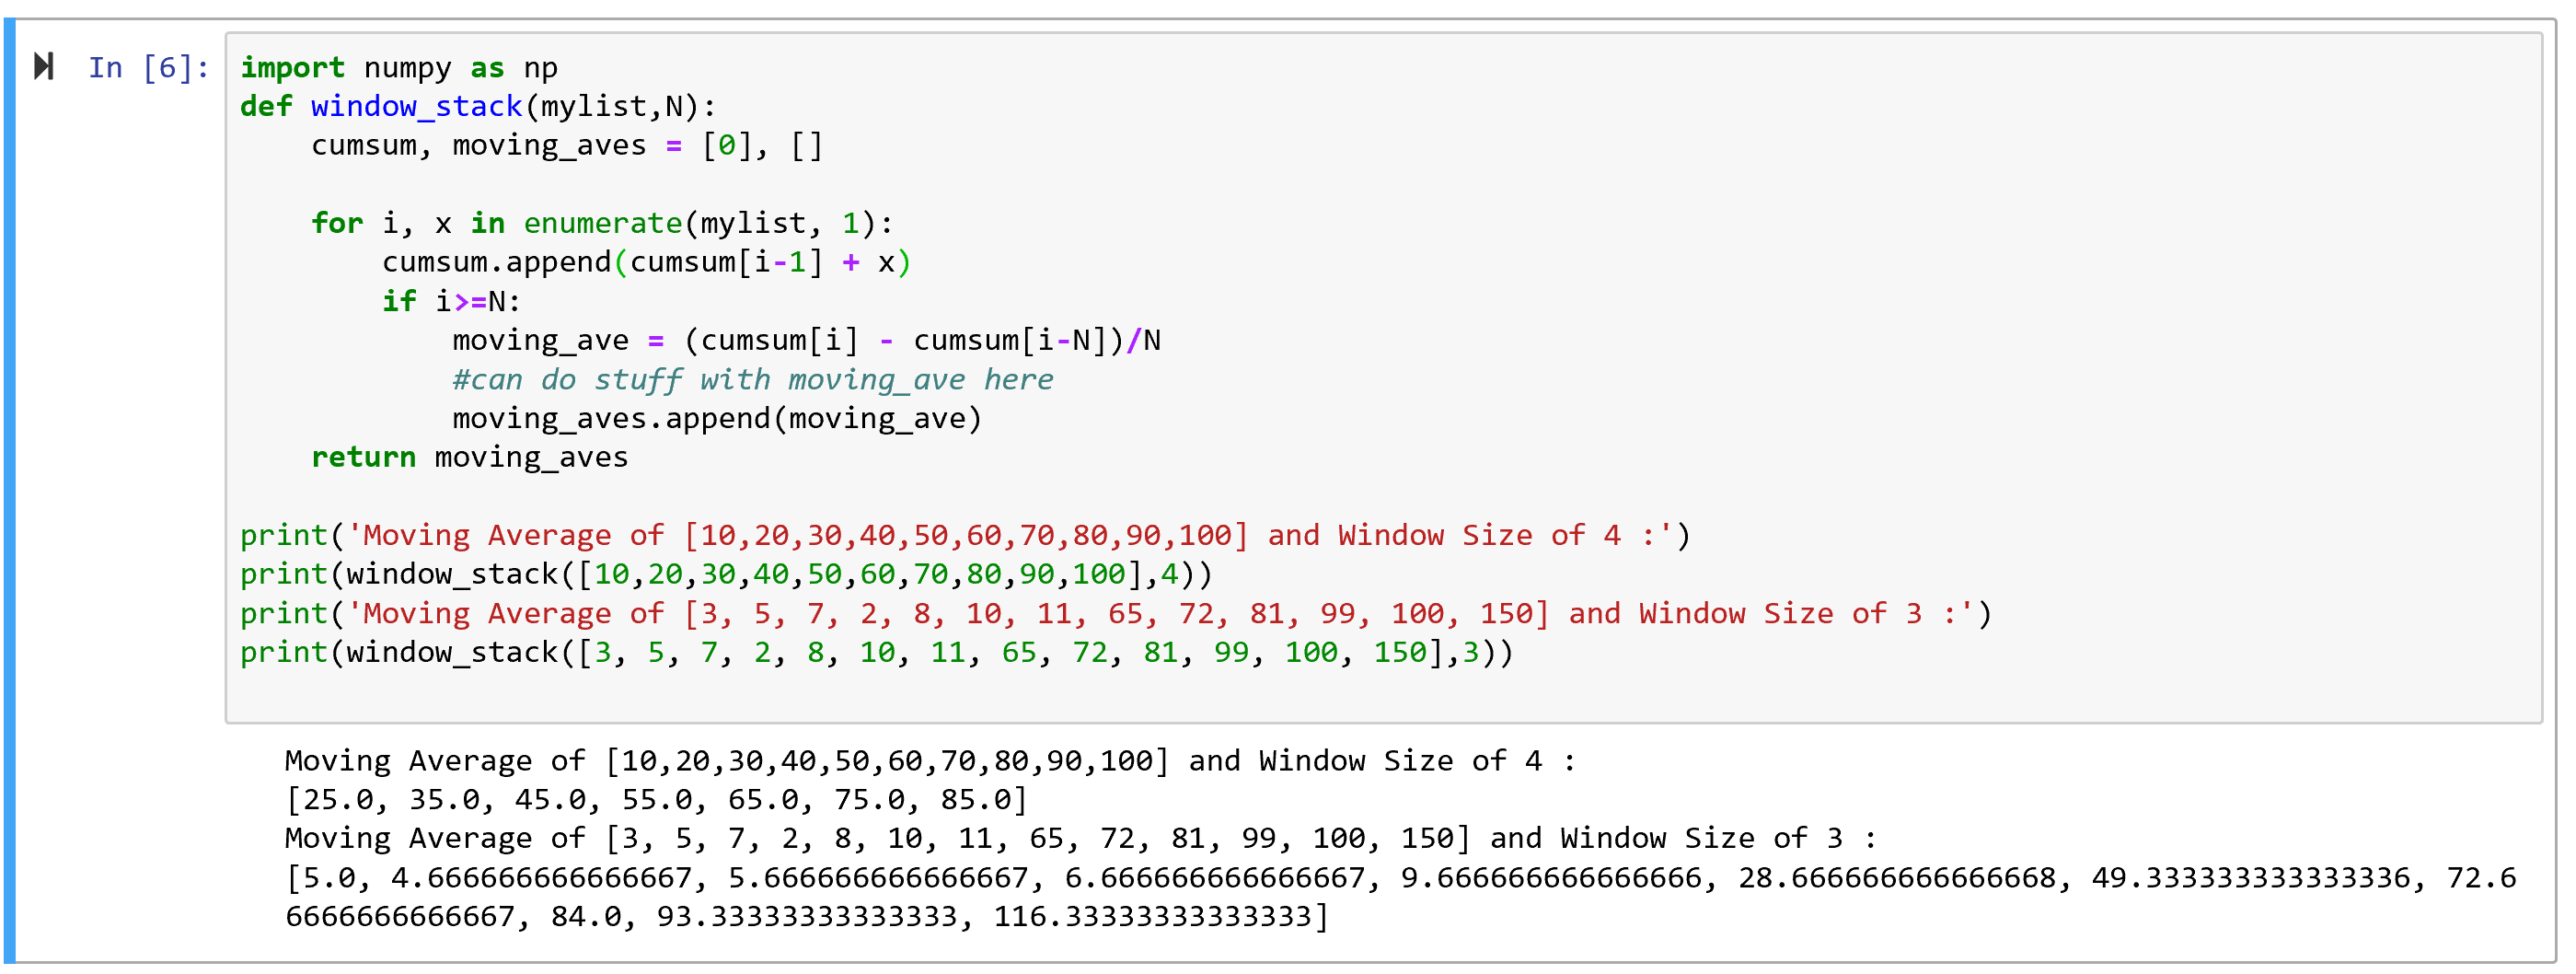 In [6]:
import numpy as np
def window_stack(mylist,N):
    cumsum, moving_aves = [0], []

    for i, x in enumerate(mylist, 1):
        cumsum.append(cumsum[i-1] + x)
        if i>=N:
            moving_ave = (cumsum[i] - cumsum[i-N])/N
            #can do stuff with moving_ave here
            moving_aves.append(moving_ave)
    return moving_aves

print('Moving Average of [10,20,30,40,50,60,70,80,90,100] and Window Size of 4 :')
print(window_stack([10,20,30,40,50,60,70,80,90,100],4))
print('Moving Average of [3, 5, 7, 2, 8, 10, 11, 65, 72, 81, 99, 100, 150] and Window Size of 3 :')
print(window_stack([3, 5, 7, 2, 8, 10, 11, 65, 72, 81, 99, 100, 150],3))

Moving Average of [10,20,30,40,50,60,70,80,90,100] and Window Size of 4 :
[25.0, 35.0, 45.0, 55.0, 65.0, 75.0, 85.0]
Moving Average of [3, 5, 7, 2, 8, 10, 11, 65, 72, 81, 99, 100, 150] and Window Size of 3 :
[5.0, 4.666666666666667, 5.666666666666667, 6.666666666666667, 9.666666666666666, 28.666666666666668, 49.333333333333336, 72.6
6666666666667, 84.0, 93.33333333333333, 116.33333333333333]